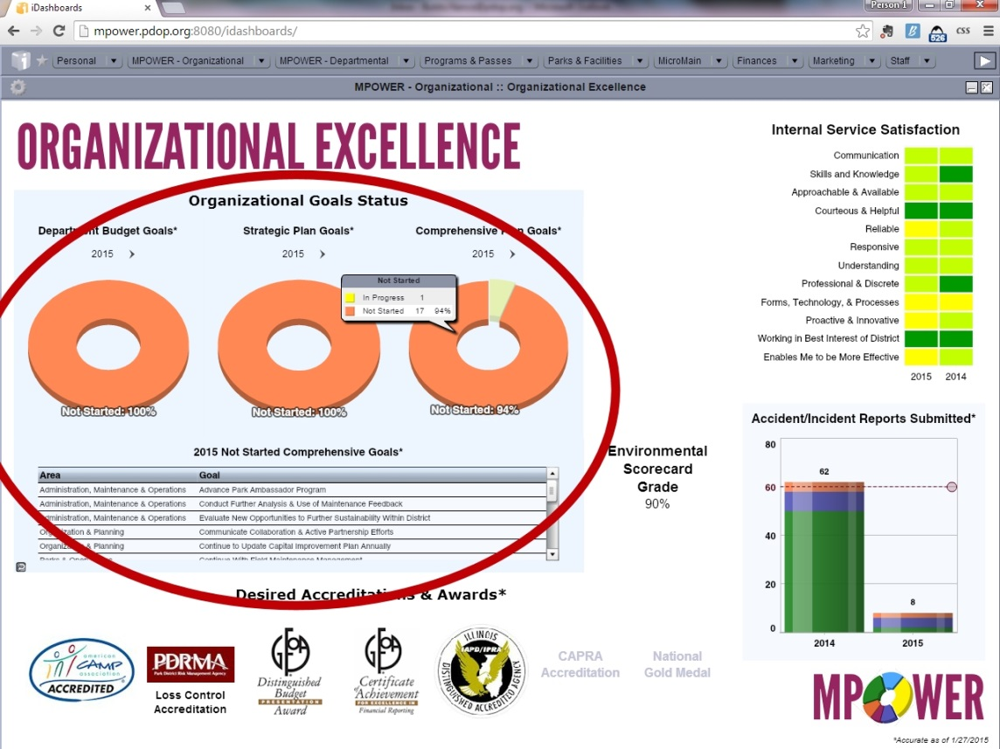 iDashboards
Person 1
mpower.pdop.org:8080/idashboards/
526
CSS
Personal
MPOWER - Organizational
MPOWER - Departmental
Programs & Passes
Parks & Facilities
MicroMain
Finances
Marketing
Staff
MPOWER - Organizational :: Organizational Excellence
ORGANIZATIONAL EXCELLENCE
Organizational Goals Status
Department Budget Goals*
Strategic Plan Goals*
Comprehensive Plan Goals*
2015
2015
2015
Not Started
In Progress 1
Not Started 17 94%
Not Started: 100%
Not Started: 100%
Not Started: 94%
2015 Not Started Comprehensive Goals*
Area Goal
Administration, Maintenance & Operations Advance Park Ambassador Program
Administration, Maintenance & Operations Conduct Further Analysis & Use of Maintenance Feedback
Administration, Maintenance & Operations Evaluate New Opportunities to Further Sustainability Within District
Organization & Planning Communicate Collaboration & Active Partnership Efforts
Organization & Planning Continue to Update Capital Improvement Plan Annually
Continue With Field Maintenance Management
Internal Service Satisfaction
Communication
Skills and Knowledge
Approachable & Available
Courteous & Helpful
Reliable
Responsive
Understanding
Professional & Discrete
Forms, Technology, & Processes
Proactive & Innovative
Working in Best Interest of District
Enables Me to be More Effective
2015 2014
Environmental
Scorecard
Grade
90%
Accident/Incident Reports Submitted*
80
60
40
20
0
62
8
2014
2015
Desired Accreditations & Awards*
american
CAMP
association
ACCREDITED
PDRMA
Park District Risk Management Agency
Loss Control
Accreditation
GFOA
Distinguished
Budget
PRESENTATION
Award
GFOA
Certificate
of Achievement
FOR EXCELLENCE IN
Financial Reporting
ILLINOIS
IAPD/IPRA
DISTINGUISHED ACCREDITED AGENCY
CAPRA
Accreditation
National
Gold Medal
MPOWER
*Accurate as of 1/27/2015